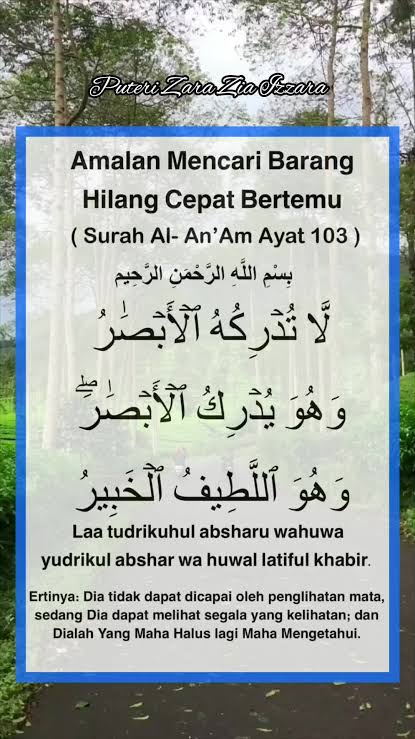 Puteri Zara Zia Izzara
Amalan Mencari Barang
Hilang Cepat Bertemu
( Surah Al- An’Am Ayat 103 )
بِسْمِ اللَّهِ الرَّحْمَنِ الرَّحِيمِ
لَّا تُدْرِكُهُ ٱلْأَبْصَٰرُ
وَهُوَ يُدْرِكُ ٱلْأَبْصَٰرَ ۖ
وَهُوَ ٱللَّطِيفُ ٱلْخَبِيرُ
Laa tudrikuhul absharu wahuwa
yudrikul abshar wa huwal latiful khabir.
Ertinya: Dia tidak dapat dicapai oleh penglihatan mata,
sedang Dia dapat melihat segala yang kelihatan; dan
Dialah Yang Maha Halus lagi Maha Mengetahui.